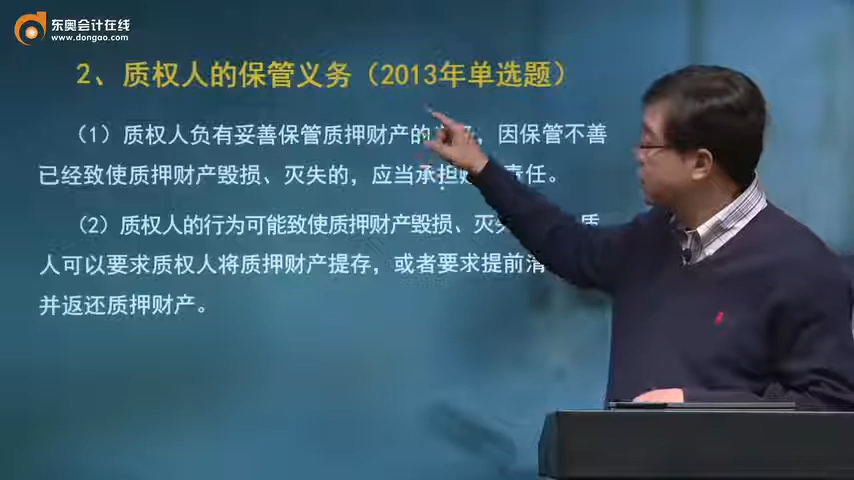 东奥会计在线
www.dongao.com
2、质权人的保管义务（2013年单选题）
（1）质权人负有妥善保管质押财产的 ，因保管不善
已经致使质押财产毁损、灭失的，应当承担 责任。
（2）质权人的行为可能致使质押财产毁损、灭失 质
人可以要求质权人将质押财产提存，或者要求提前清
并返还质押财产。